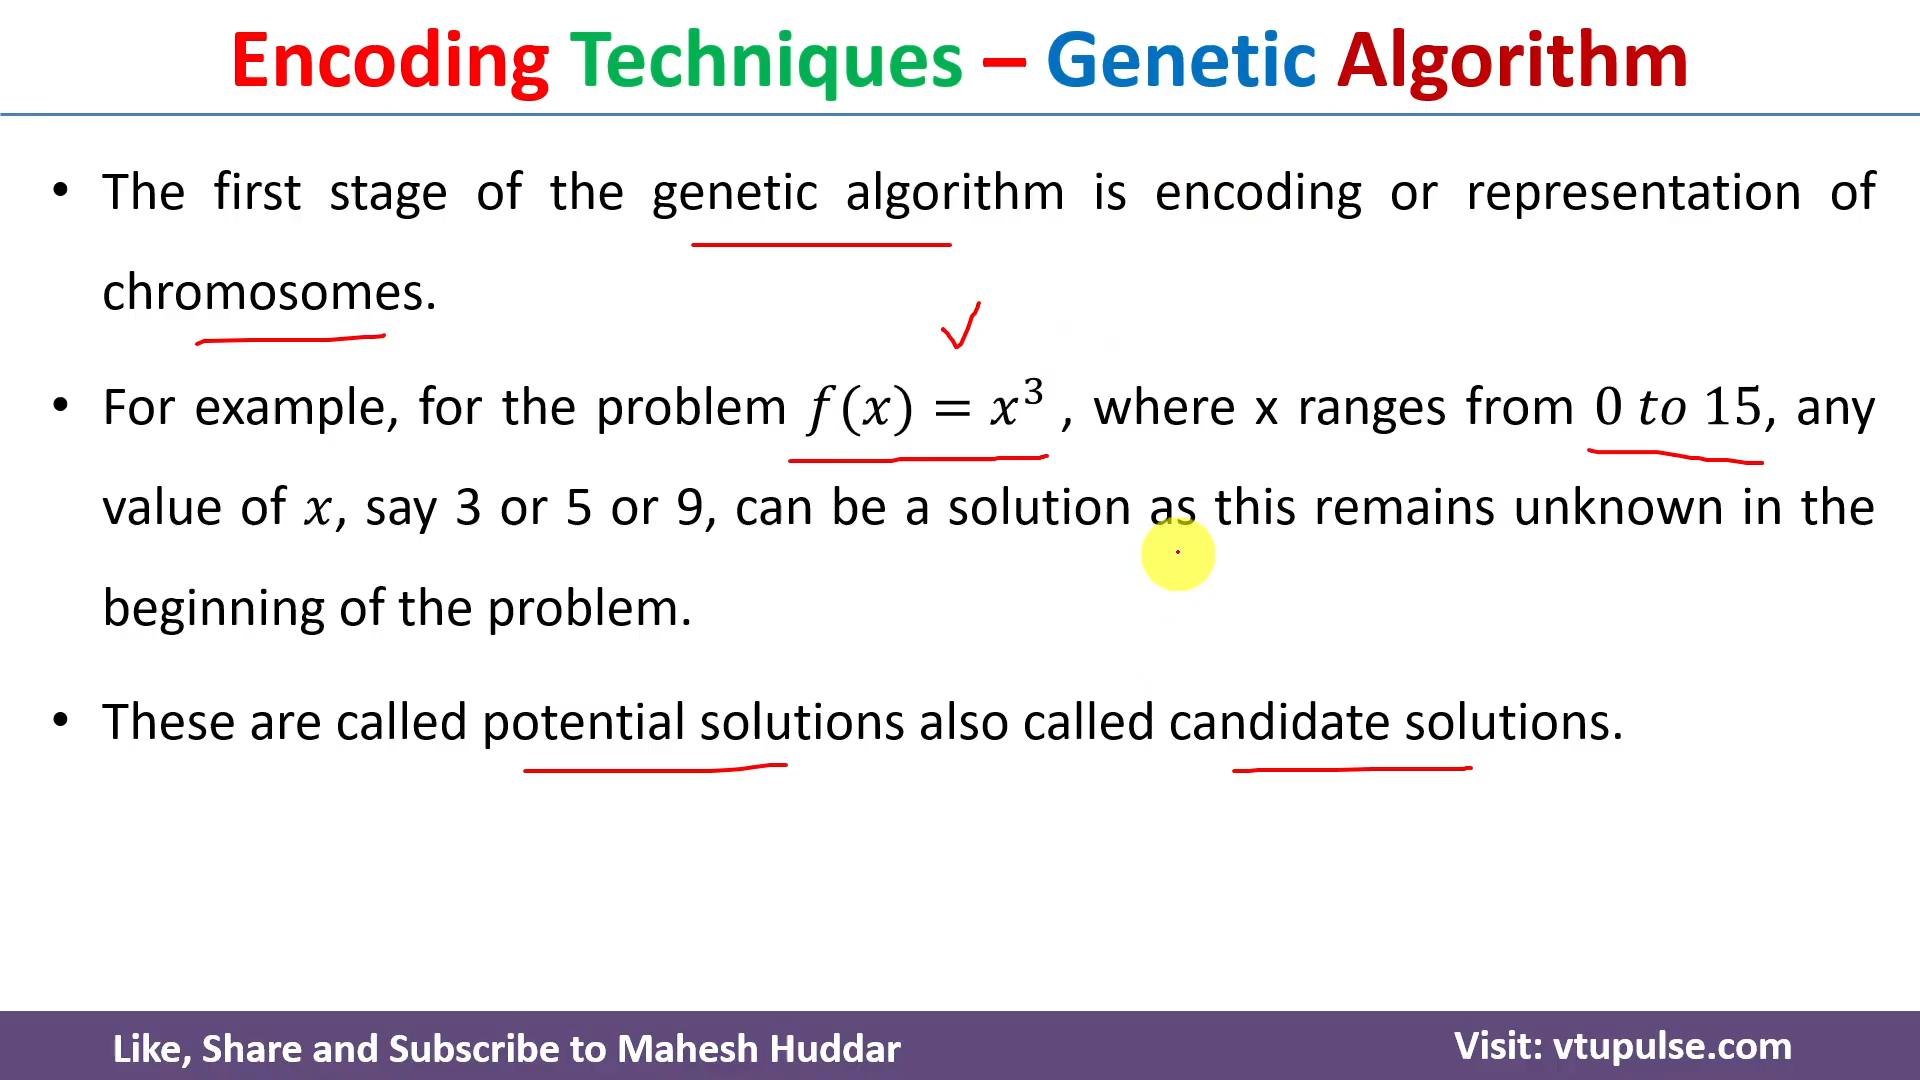 Encoding Techniques – Genetic Algorithm
• The first stage of the genetic algorithm is encoding or representation of
chromosomes.
• For example, for the problem f(x) = x³ , where x ranges from 0 to 15, any
value of x, say 3 or 5 or 9, can be a solution as this remains unknown in the
beginning of the problem.
• These are called potential solutions also called candidate solutions.
Like, Share and Subscribe to Mahesh Huddar
Visit: vtupulse.com